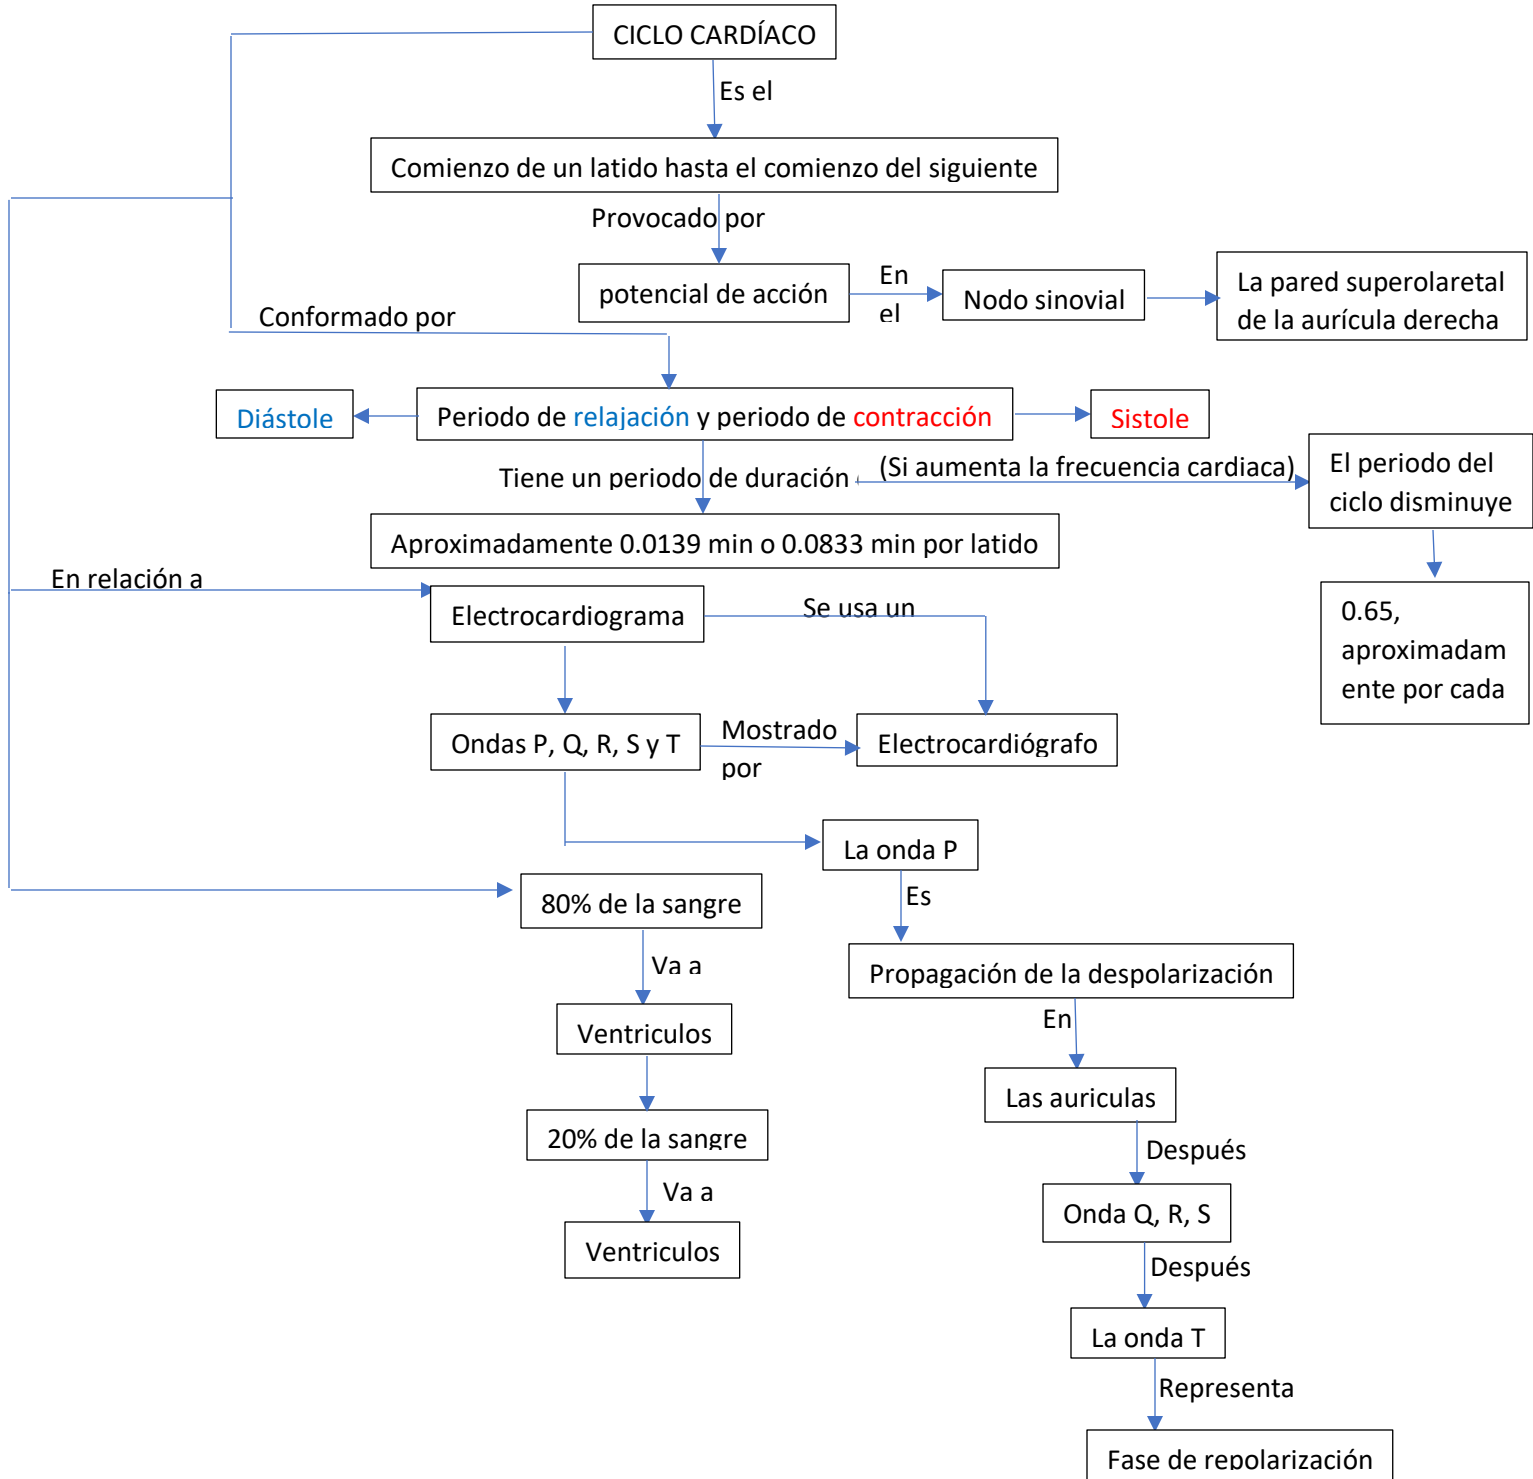 CICLO CARDÍACO
Es el
Comienzo de un latido hasta el comienzo del siguiente
Provocado por
potencial de acción
En
el
Nodo sinovial
La pared superolaretal
de la aurícula derecha
Conformado por
Diástole
Periodo de relajación y periodo de contracción
Sistole
Tiene un periodo de duración
(Si aumenta la frecuencia cardiaca)
El periodo del
ciclo disminuye
Aproximadamente 0.0139 min o 0.0833 min por latido
En relación a
Electrocardiograma
Se usa un
0.65,
aproximadam
ente por cada
Ondas P, Q, R, S y T
Mostrado
por
Electrocardiógrafo
La onda P
80% de la sangre
Es
Va a
Propagación de la despolarización
Ventriculos
En
Las auriculas
20% de la sangre
Después
Va a
Onda Q, R, S
Ventriculos
Después
La onda T
Representa
Fase de repolarización